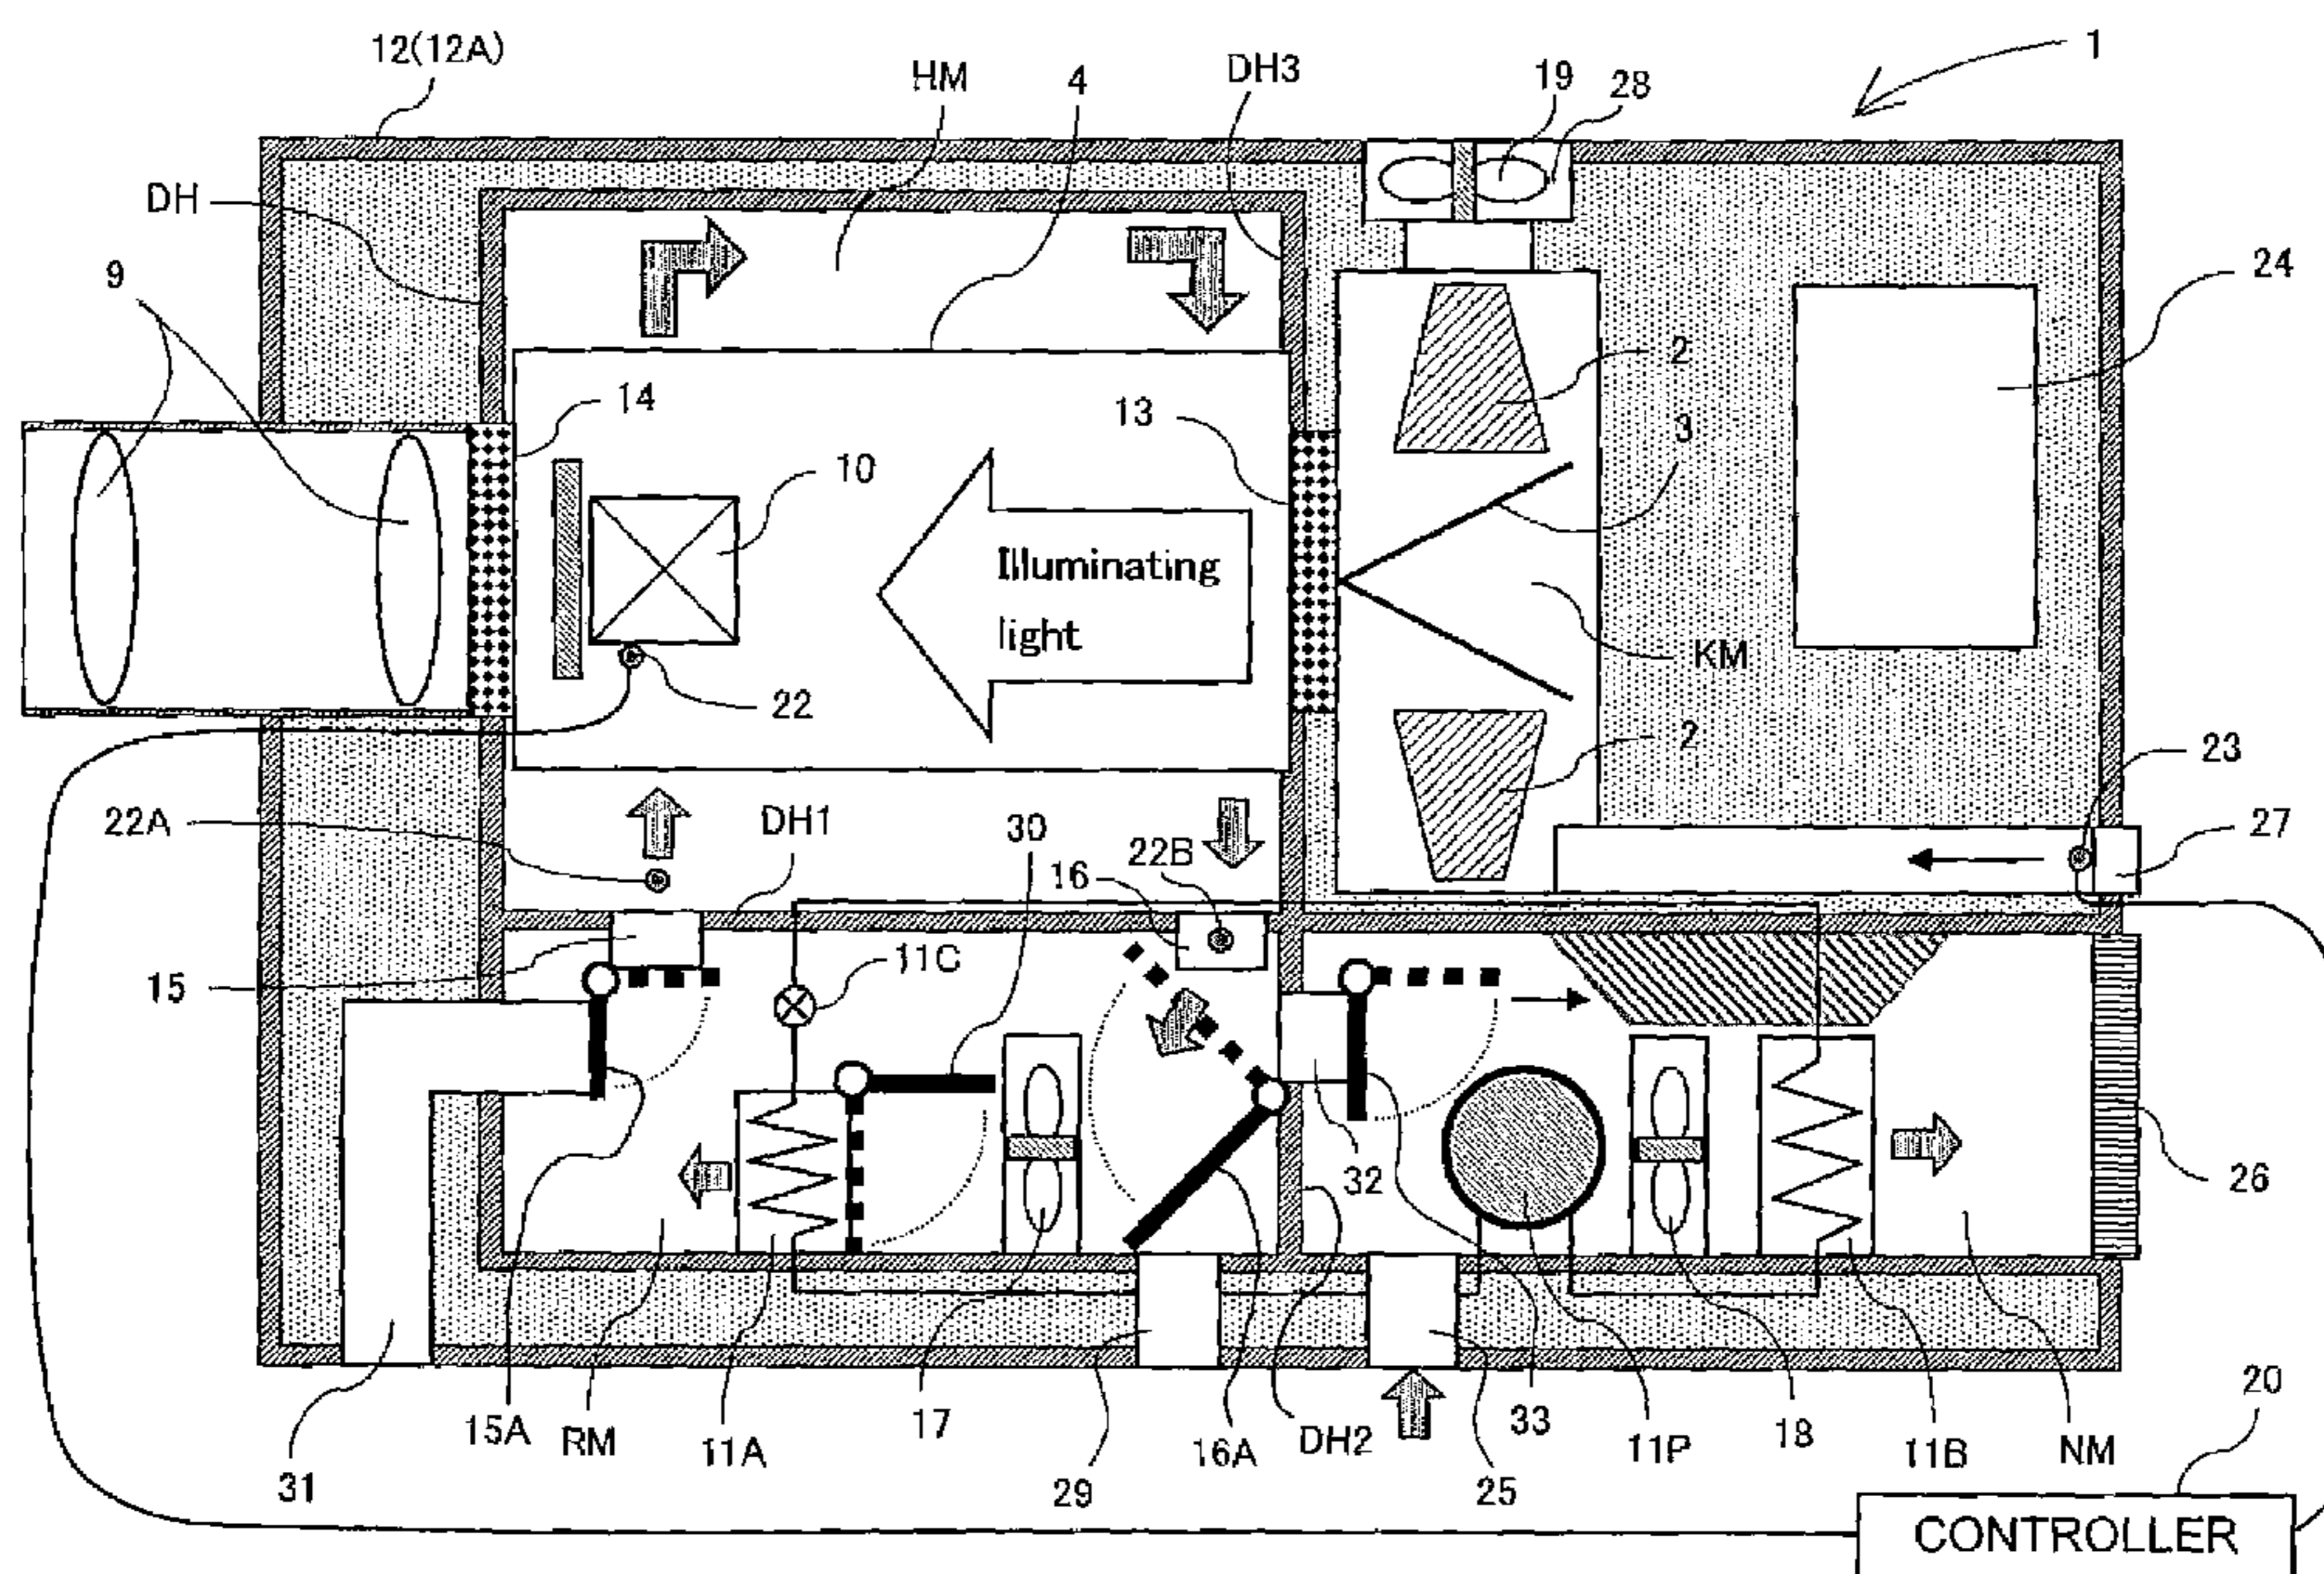 12(12A)
HM
4
DH3
19
28
1
DH
9
24
14
13
2
3
10
Illuminating
light
KM
22
2
23
22A
DH1
30
22B
16
27
15
11C
32
26
15A
RM
11A
17
16A
DH2
33
11P
18
11B
NM
20
31
29
25
CONTROLLER